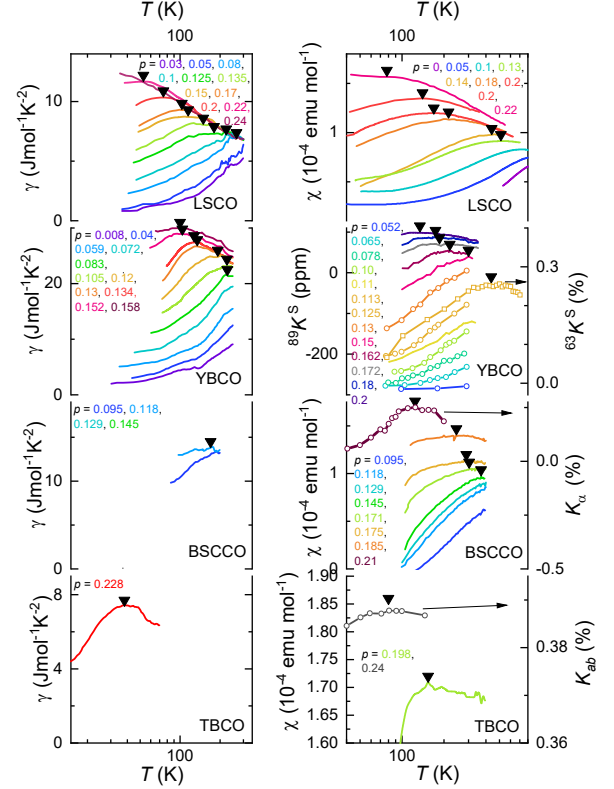 T (K)
T (K)
100
100
p = 0.03, 0.05, 0.08,
0.1, 0.125, 0.135,
0.15, 0.17,
0.2, 0.22,
0.24
10
0
γ (Jmol⁻¹K⁻²)
LSCO
p = 0, 0.05, 0.1, 0.13,
0.14, 0.18, 0.2,
0.2,
0.22
1
0
χ (10⁻⁴ emu mol⁻¹)
LSCO
p = 0.008, 0.04,
0.059, 0.072,
0.083,
0.105, 0.12,
0.13, 0.134,
0.152, 0.158
20
0
γ (Jmol⁻¹K⁻²)
YBCO
p = 0.052,
0.065,
0.078,
0.10,
0.11,
0.113,
0.125,
0.13,
0.15,
0.162,
0.172,
0.18,
0.2
0
-200
⁸⁹K^S (ppm)
0.3
0.0
⁶³K^S (%)
YBCO
p = 0.095, 0.118,
0.129, 0.145
10
0
γ (Jmol⁻¹K⁻²)
BSCCO
p = 0.095,
0.118,
0.129,
0.145,
0.171,
0.175,
0.185,
0.21
1
0
χ (10⁻⁴ emu mol⁻¹)
0.0
-0.5
K_α (%)
BSCCO
p = 0.228
8
4
0
γ (Jmol⁻¹K⁻²)
TBCO
1.90
1.85
1.80
1.75
1.70
1.65
1.60
χ (10⁻⁴ emu mol⁻¹)
p = 0.198,
0.24
0.38
0.36
K_ab (%)
TBCO
100
100
T (K)
T (K)